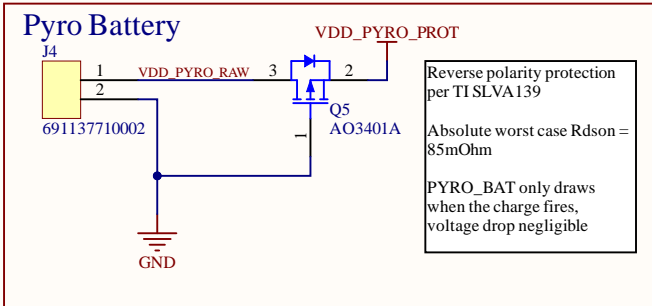 Pyro Battery
J4
VDD_PYRO_PROT
1
VDD_PYRO_RAW
3
2
2
691137710002
Q5
AO3401A
1
GND
Reverse polarity protection
per TI SLVA139
Absolute worst case Rdson =
85mOhm
PYRO_BAT only draws
when the charge fires,
voltage drop negligible